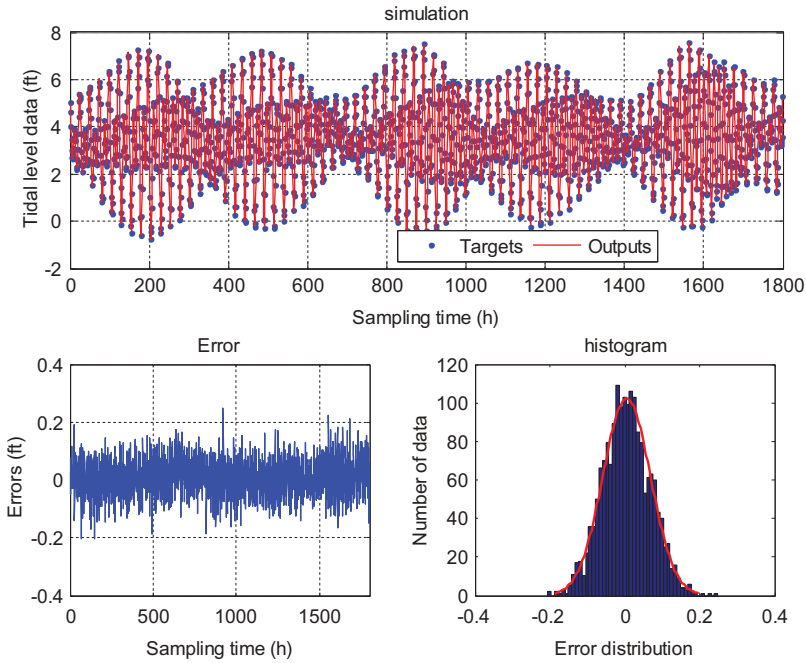 simulation
Tidal level data (ft)
8
6
4
2
0
-2
Targets Outputs
0 200 400 600 800 1000 1200 1400 1600 1800
Sampling time (h)
Error
Errors (ft)
0.4
0.2
0
-0.2
-0.4
0 500 1000 1500
Sampling time (h)
histogram
Number of data
120
100
80
60
40
20
0
-0.4 -0.2 0 0.2 0.4
Error distribution